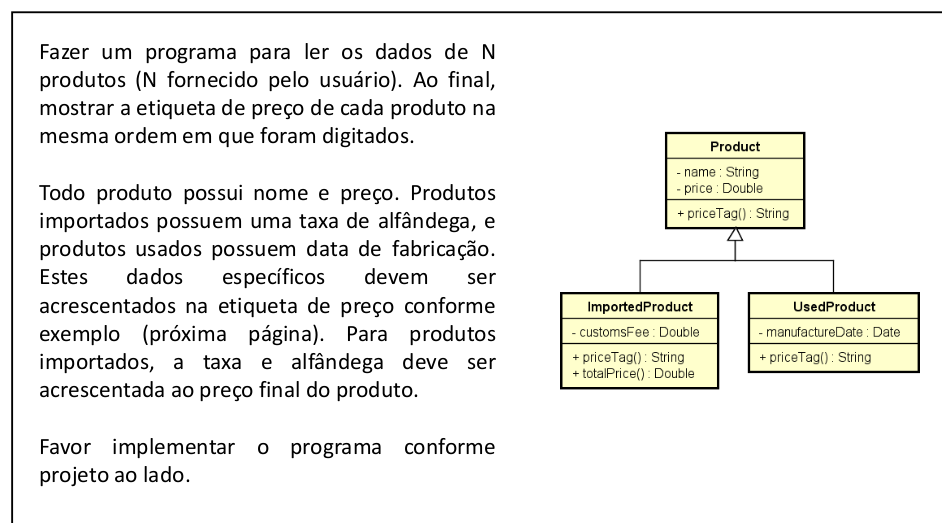 Fazer um programa para ler os dados de N
produtos (N fornecido pelo usuário). Ao final,
mostrar a etiqueta de preço de cada produto na
mesma ordem em que foram digitados.
Todo produto possui nome e preço. Produtos
importados possuem uma taxa de alfândega, e
produtos usados possuem data de fabricação.
Estes dados específicos devem ser
acrescentados na etiqueta de preço conforme
exemplo (próxima página). Para produtos
importados, a taxa e alfândega deve ser
acrescentada ao preço final do produto.
Favor implementar o programa conforme
projeto ao lado.
Product
- name : String
- price : Double
+ priceTag() : String
ImportedProduct
- customsFee : Double
+ priceTag() : String
+ totalPrice() : Double
UsedProduct
- manufactureDate : Date
+ priceTag() : String